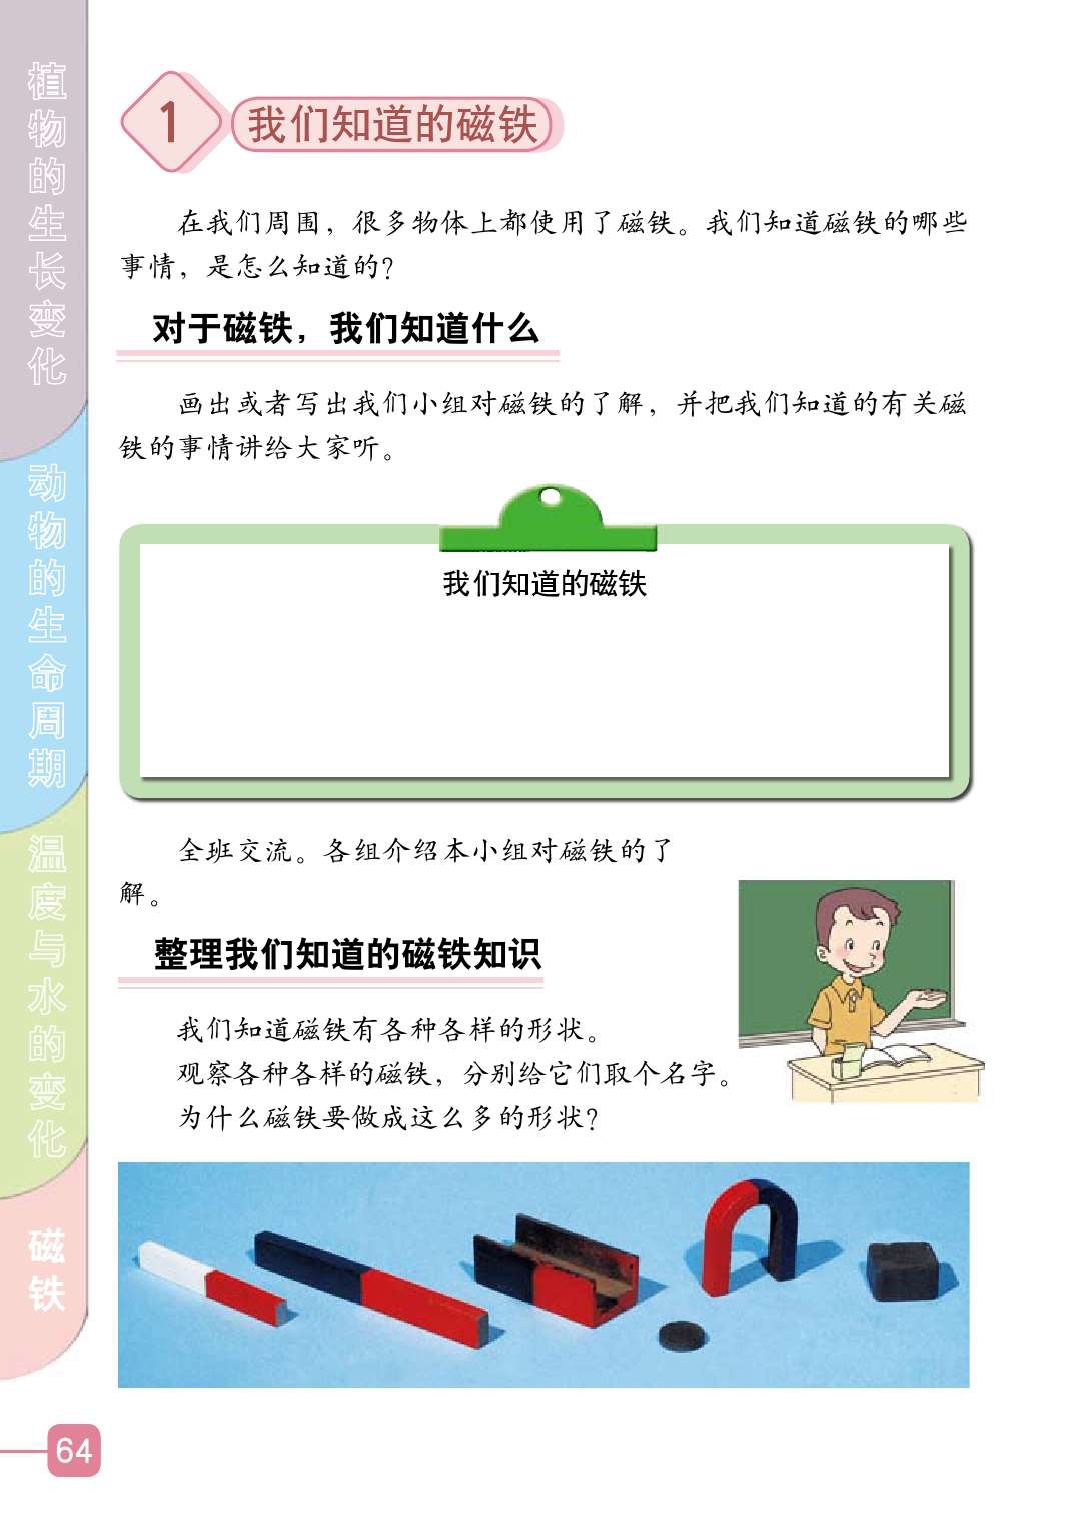 植物的生长变化
动物的生命周期
温度与水的变化
磁铁
1 我们知道的磁铁
在我们周围，很多物体上都使用了磁铁。我们知道磁铁的哪些
事情，是怎么知道的？
对于磁铁，我们知道什么
画出或者写出我们小组对磁铁的了解，并把我们知道的有关磁
铁的事情讲给大家听。
我们知道的磁铁
全班交流。各组介绍本小组对磁铁的了
解。
整理我们知道的磁铁知识
我们知道磁铁有各种各样的形状。
观察各种各样的磁铁，分别给它们取个名字。
为什么磁铁要做成这么多的形状？
64